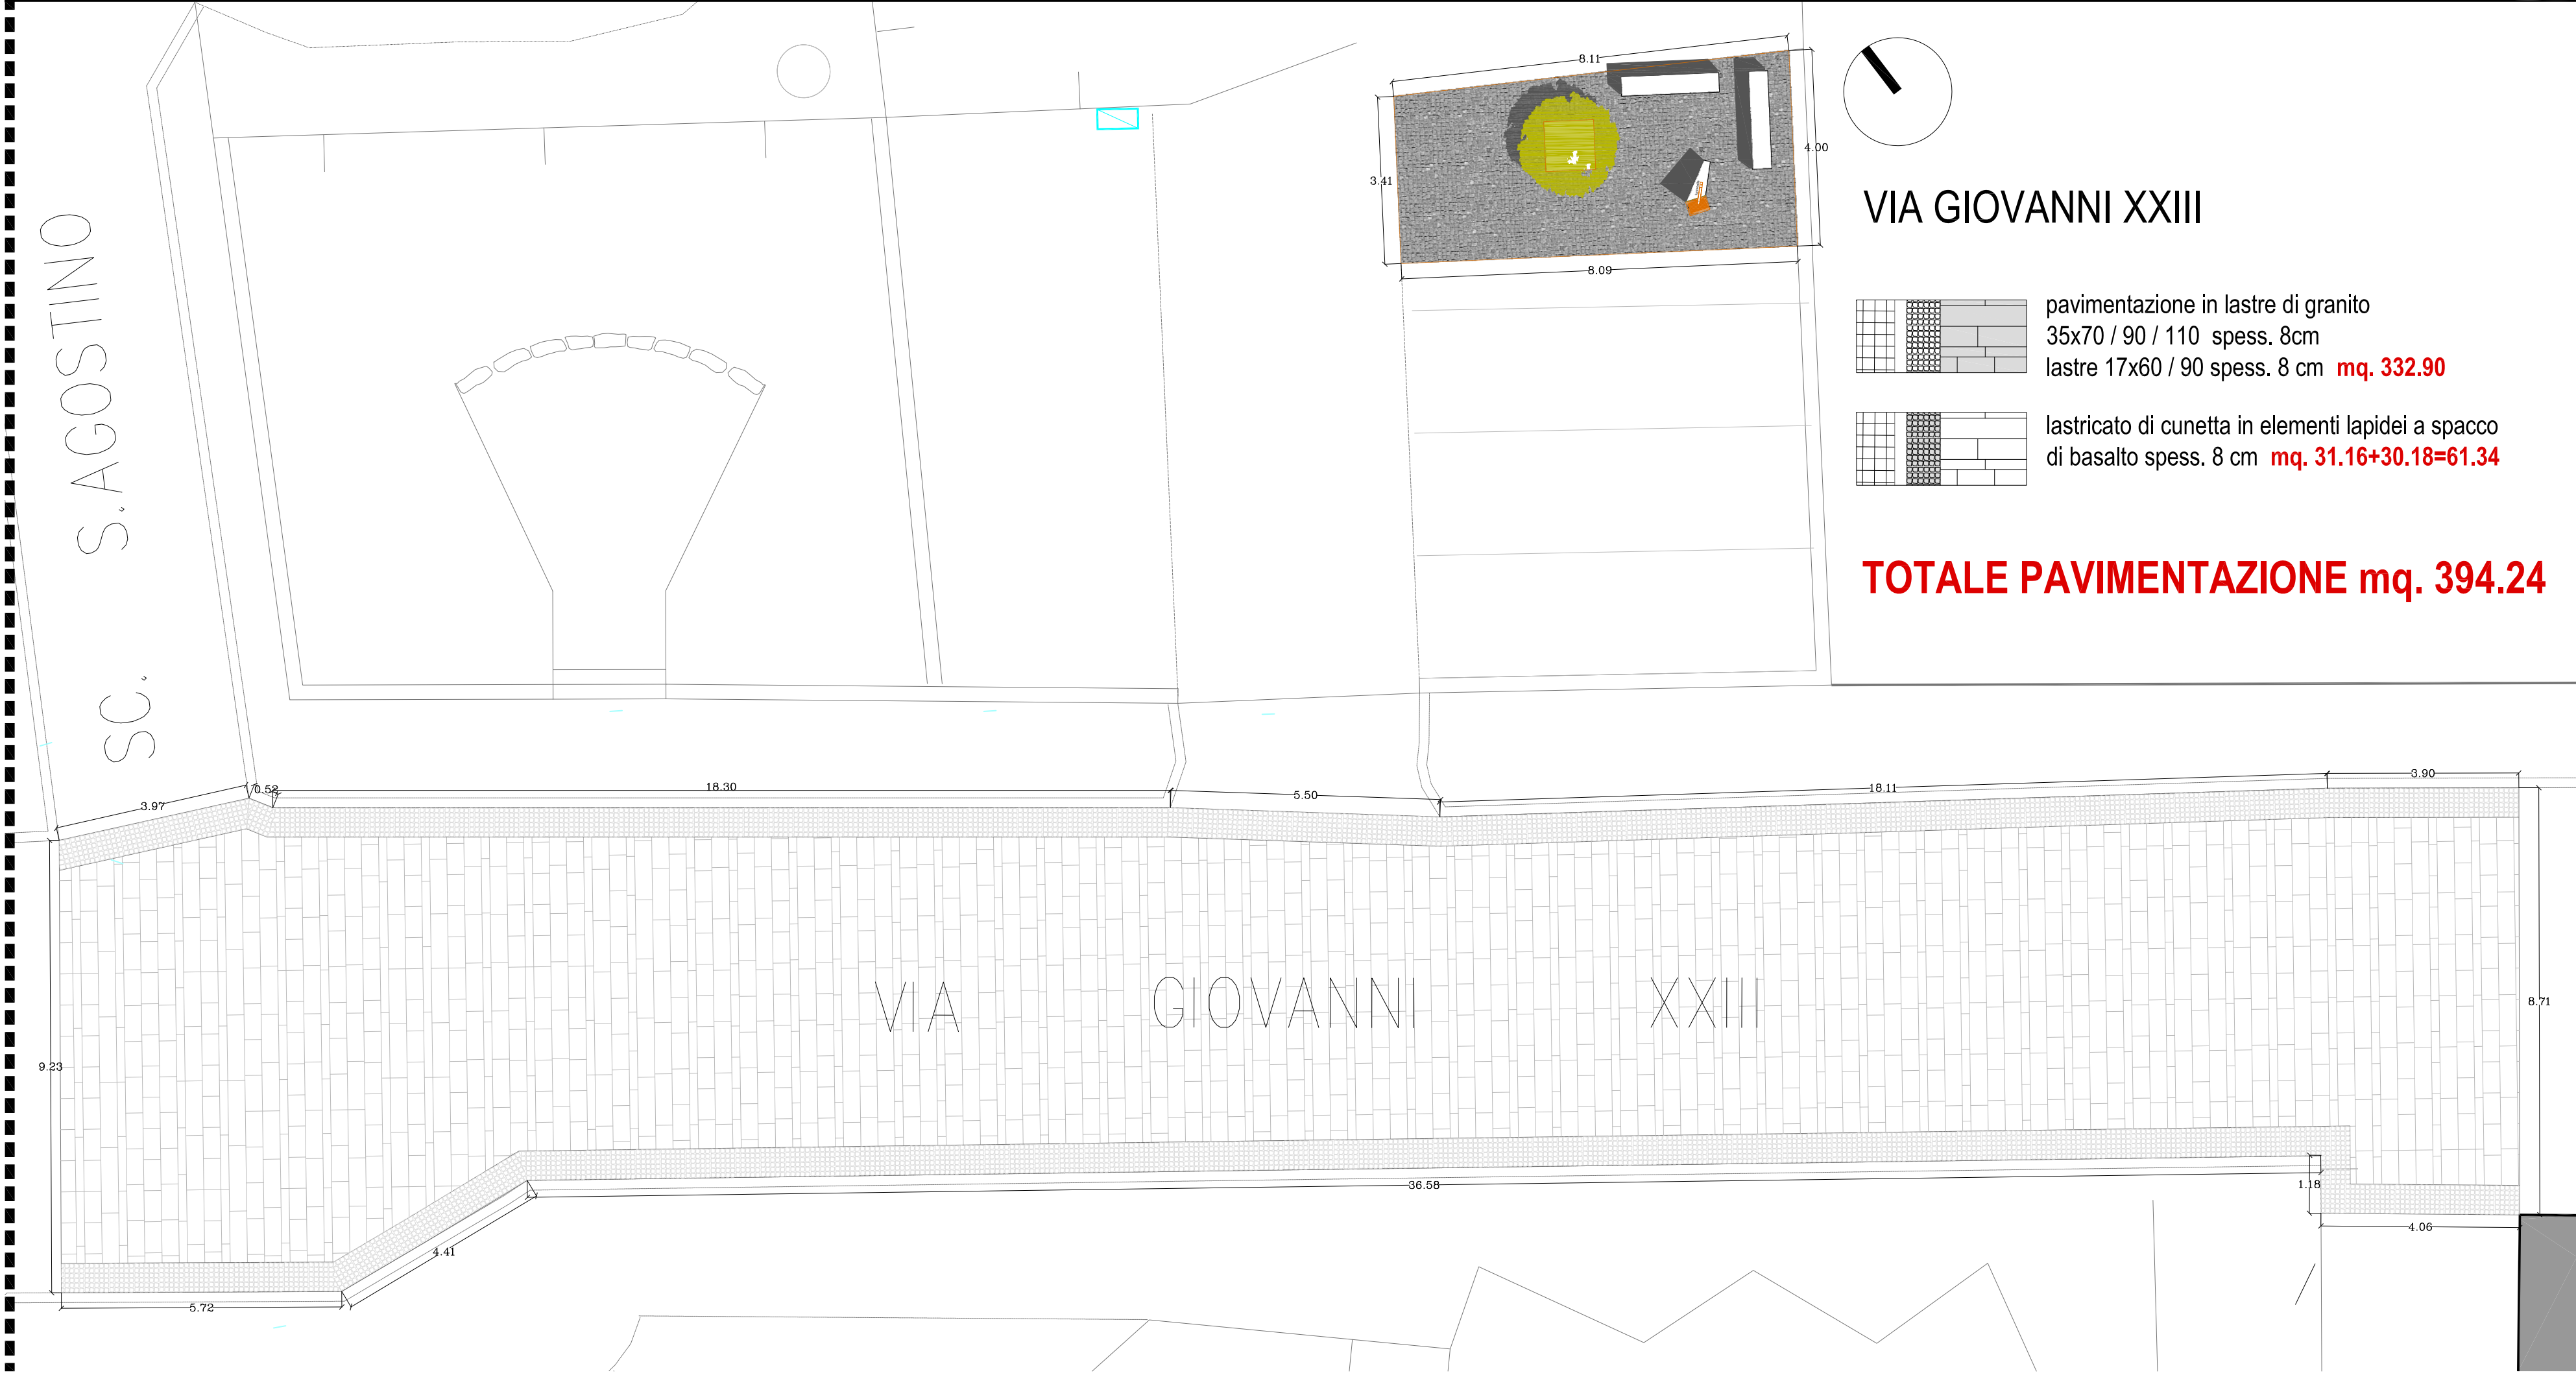 8.11
3.41
4.00
8.09
VIA GIOVANNI XXIII
pavimentazione in lastre di granito
35x70 / 90 / 110 spess. 8cm
lastre 17x60 / 90 spess. 8 cm mq. 332.90
lastricato di cunetta in elementi lapidei a spacco
di basalto spess. 8 cm mq. 31.16+30.18=61.34
TOTALE PAVIMENTAZIONE mq. 394.24
SC. S.AGOSTINO
3.97
0.52
18.30
5.50
18.11
3.90
VIA GIOVANNI XXIII
8.71
9.23
36.58
1.18
4.06
4.41
5.72